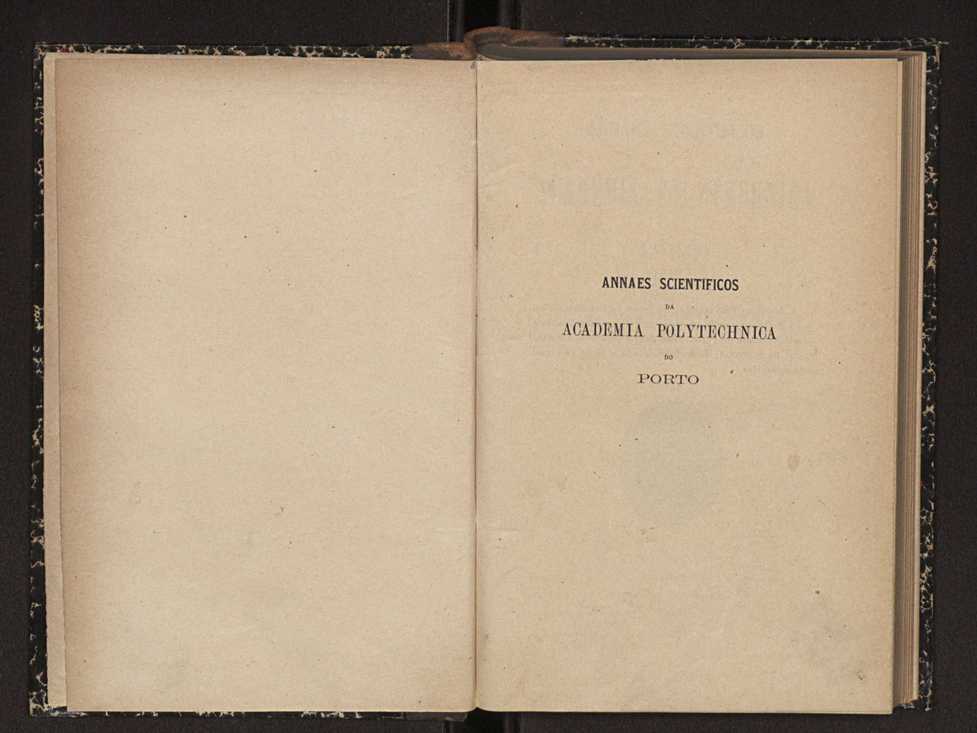 ANNAES SCIENTIFICOS
DA
ACADEMIA POLYTECHNICA
DO
PORTO